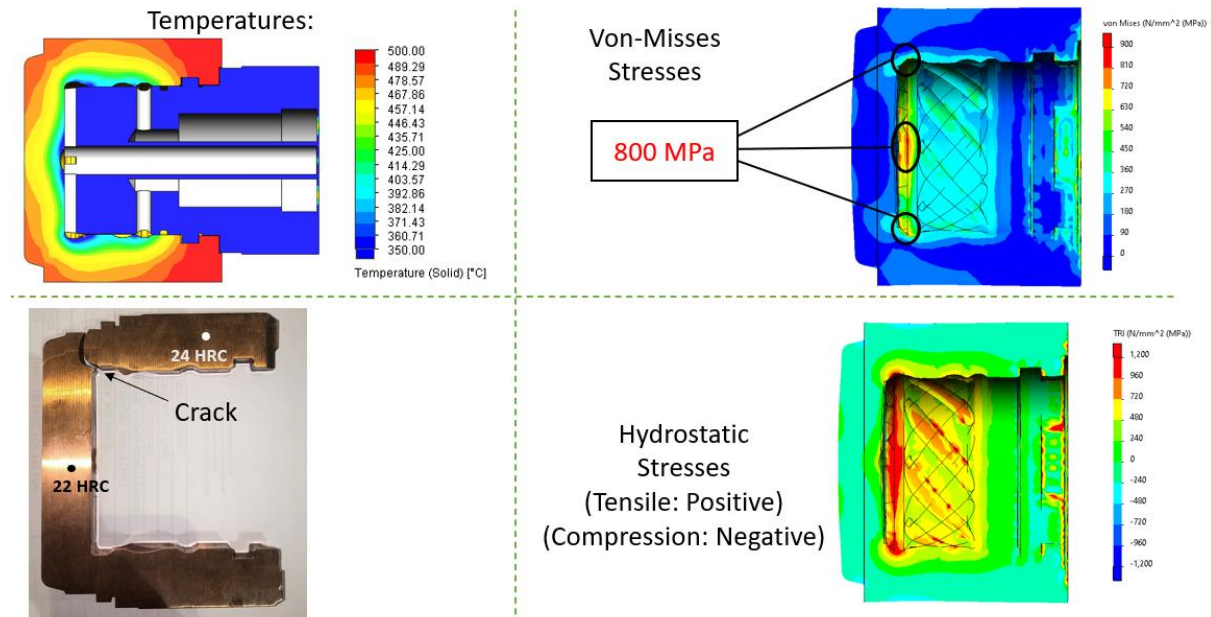 Temperatures:
500.00
489.29
478.57
467.86
457.14
446.43
435.71
425.00
414.29
403.57
392.86
382.14
371.43
360.71
350.00
Temperature (Solid) [°C]
Von-Misses
Stresses
800 MPa
von Mises (N/mm^2 (MPa))
900
810
720
630
540
450
360
270
180
90
0
24 HRC
Crack
22 HRC
Hydrostatic
Stresses
(Tensile: Positive)
(Compression: Negative)
TRI (N/mm^2 (MPa))
1,200
960
720
480
240
0
-240
-480
-720
-960
-1,200